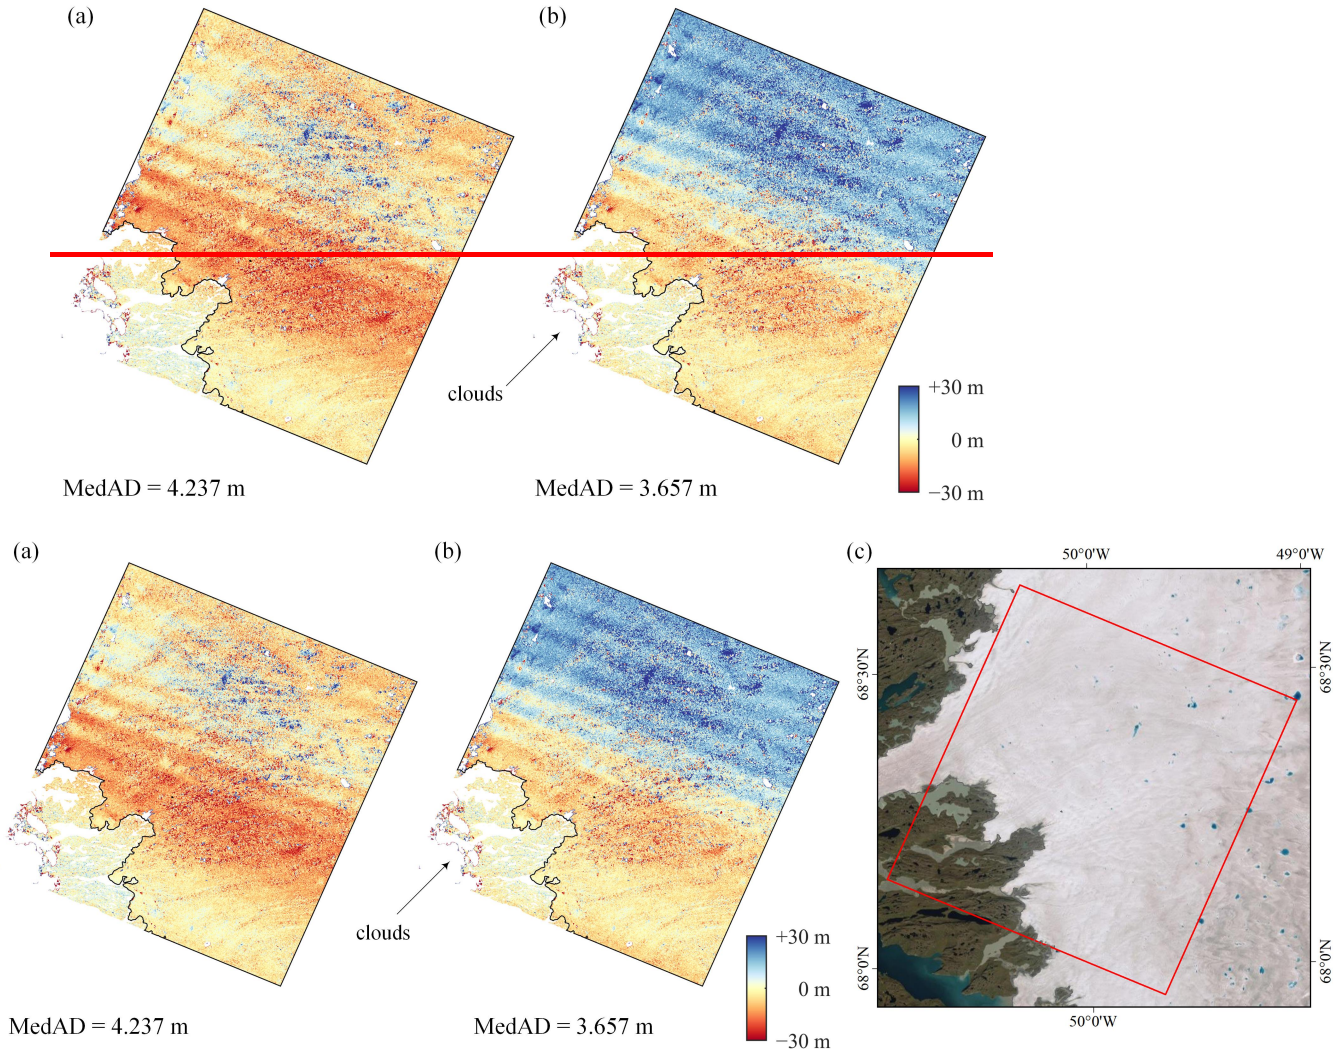 (a)
(b)
clouds
+30 m
0 m
−30 m
MedAD = 4.237 m
MedAD = 3.657 m
(a)
(b)
(c)
50°0'W
49°0'W
68°30'N
68°30'N
clouds
+30 m
0 m
−30 m
68°0'N
68°0'N
MedAD = 4.237 m
MedAD = 3.657 m
50°0'W